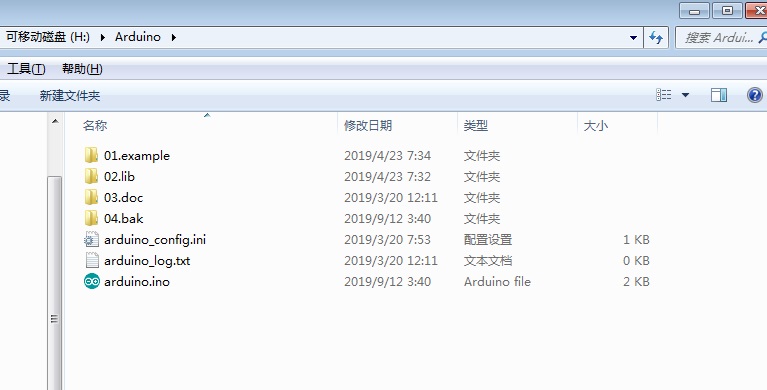 可移动磁盘 (H:) Arduino 搜索 Ardui...
工具(T) 帮助(H)
录 新建文件夹
名称 修改日期 类型 大小
01.example 2019/4/23 7:34 文件夹
02.lib 2019/4/23 7:32 文件夹
03.doc 2019/3/20 12:11 文件夹
04.bak 2019/9/12 3:40 文件夹
arduino_config.ini 2019/3/20 7:53 配置设置 1 KB
arduino_log.txt 2019/3/20 12:11 文本文档 0 KB
arduino.ino 2019/9/12 3:40 Arduino file 2 KB